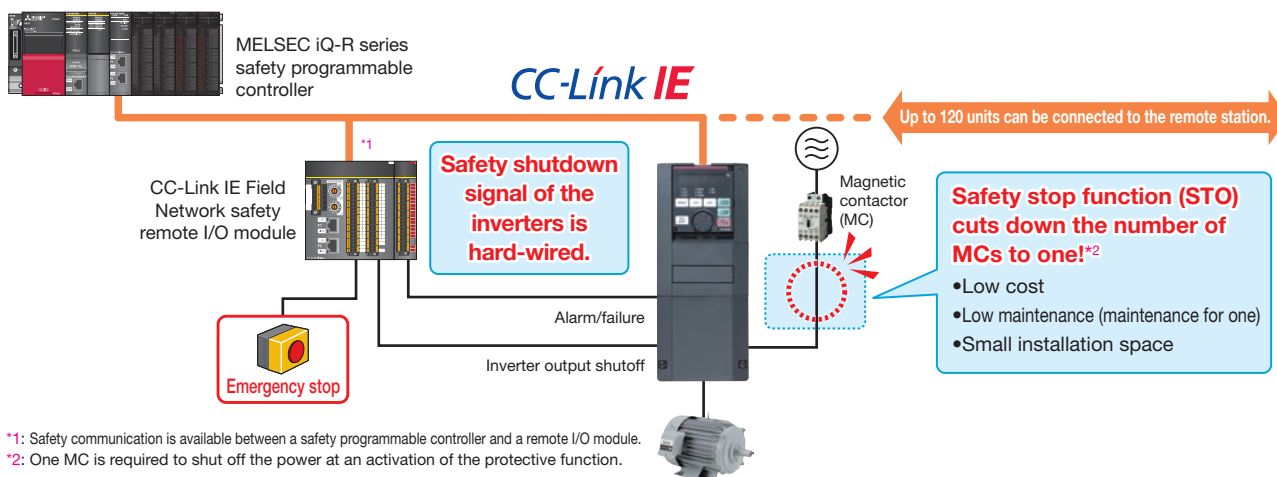 MELSEC iQ-R series
safety programmable
controller
CC-Link IE
Up to 120 units can be connected to the remote station.
*1
CC-Link IE Field
Network safety
remote I/O module
Safety shutdown
signal of the
inverters is
hard-wired.
Magnetic
contactor
(MC)
Safety stop function (STO)
cuts down the number of
MCs to one!*2
•Low cost
•Low maintenance (maintenance for one)
•Small installation space
Alarm/failure
Inverter output shutoff
Emergency stop
*1: Safety communication is available between a safety programmable controller and a remote I/O module.
*2: One MC is required to shut off the power at an activation of the protective function.